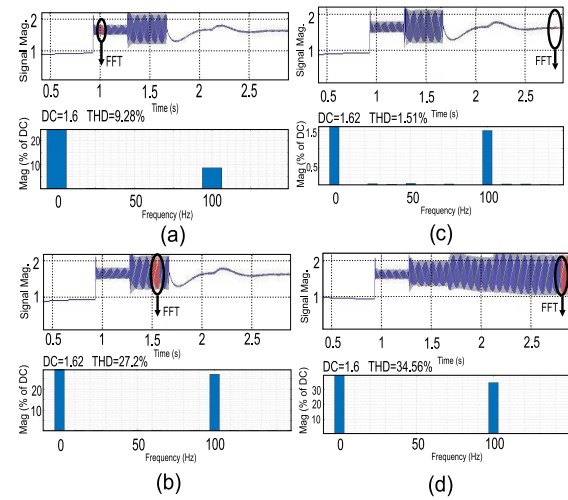 (a)
Signal Mag.
2
1
FFT
0.5 1 1.5 2 2.5
Time (s)
DC=1.6 THD=9.28%
Mag (% of DC)
20
10
0 50 100
Frequency (Hz)
(a)
(c)
Signal Mag.
2
1
FFT
0.5 1 1.5 2 2.5
Time (s)
DC=1.62 THD=1.51%
Mag (% of DC)
1.5
1
0.5
0 50 100
Frequency (Hz)
(c)
(b)
Signal Mag.
2
1
FFT
0.5 1 1.5 2 2.5
Time (s)
DC=1.62 THD=27.2%
Mag (% of DC)
20
10
0 50 100
Frequency (Hz)
(b)
(d)
Signal Mag.
2
1
FFT
0.5 1 1.5 2 2.5
Time (s)
DC=1.6 THD=34.56%
Mag (% of DC)
30
20
10
0 50 100
Frequency (Hz)
(d)